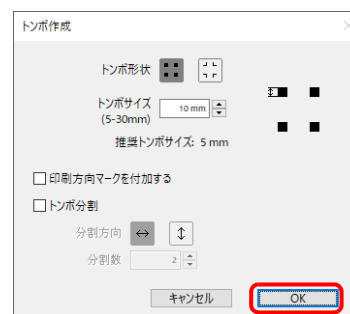 トンボ作成
トンボ形状
トンボサイズ
(5-30mm)
10 mm
推奨トンボサイズ: 5 mm
印刷方向マークを付加する
トンボ分割
分割方向
分割数
2
キャンセル
OK